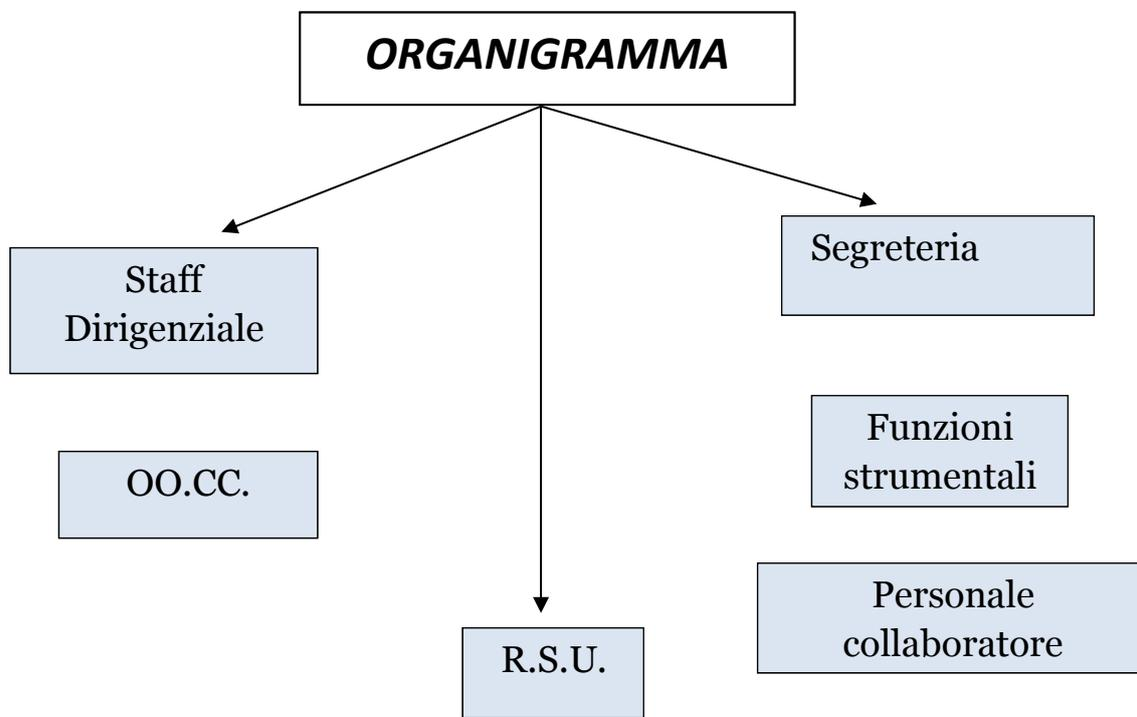 ORGANIGRAMMA
Staff
Dirigenziale
Segreteria
OO.CC.
Funzioni
strumentali
R.S.U.
Personale
collaboratore